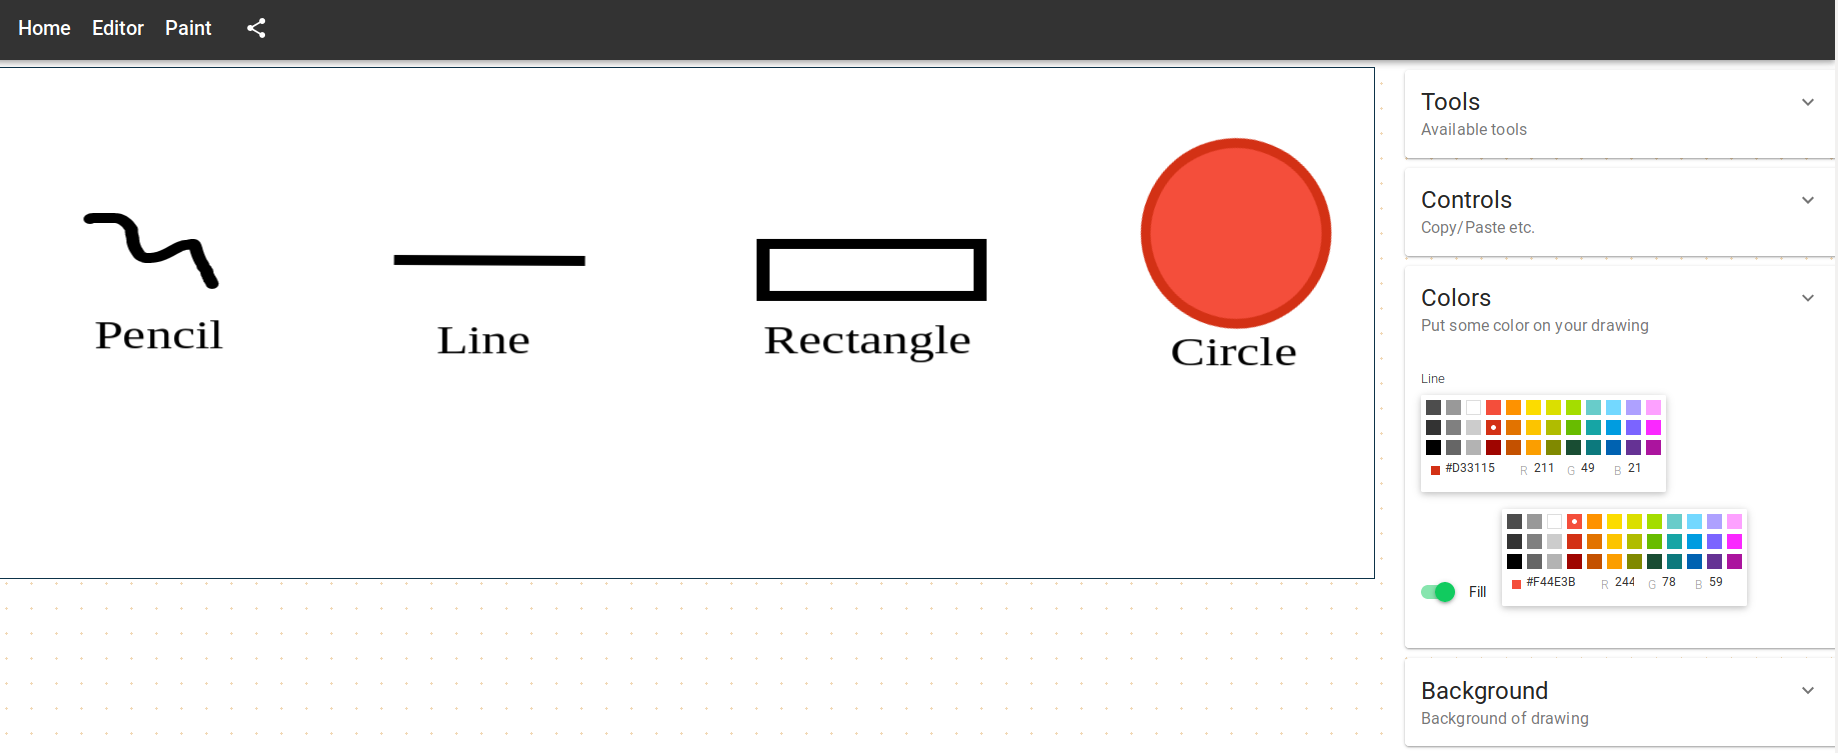 Home Editor Paint
Pencil
Line
Rectangle
Circle
Tools
Available tools
Controls
Copy/Paste etc.
Colors
Put some color on your drawing
Line
#D33115 R 211 G 49 B 21
Fill
#F44E3B R 244 G 78 B 59
Background
Background of drawing